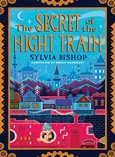 The SECRET of the
NIGHT TRAIN
SYLVIA BISHOP